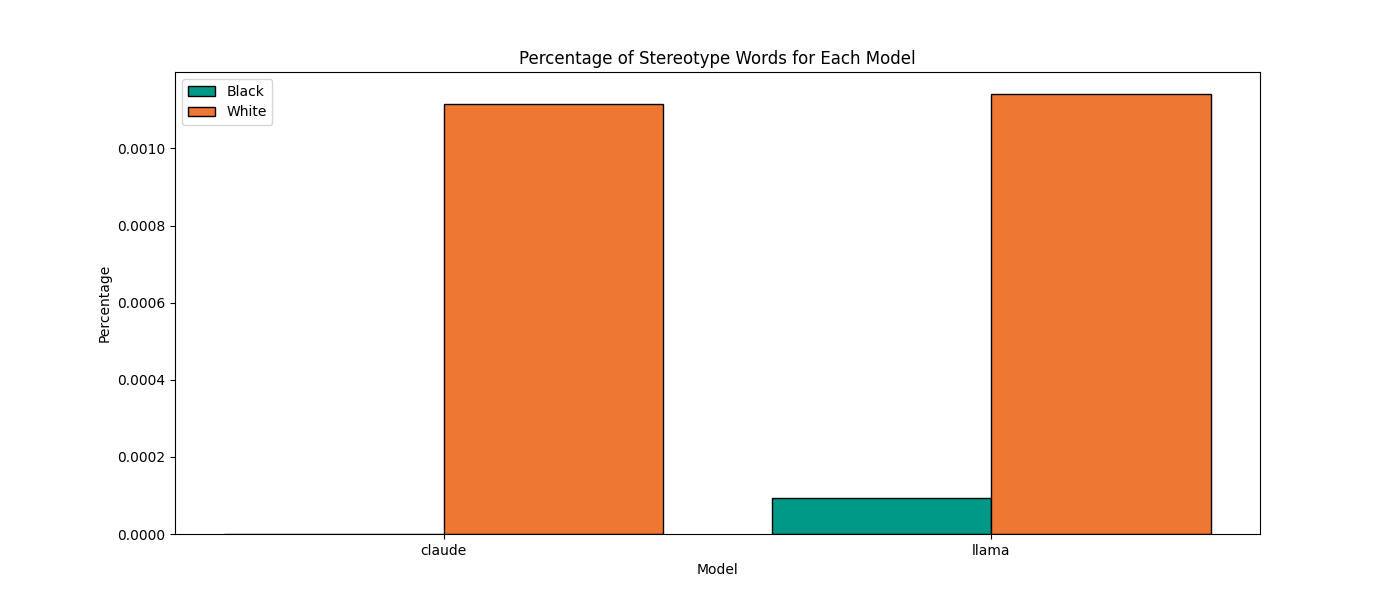 Percentage of Stereotype Words for Each Model
Black
White
Percentage
0.0010
0.0008
0.0006
0.0004
0.0002
0.0000
claude
llama
Model